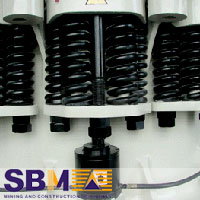 SBM
MINING AND CONSTRUCTION